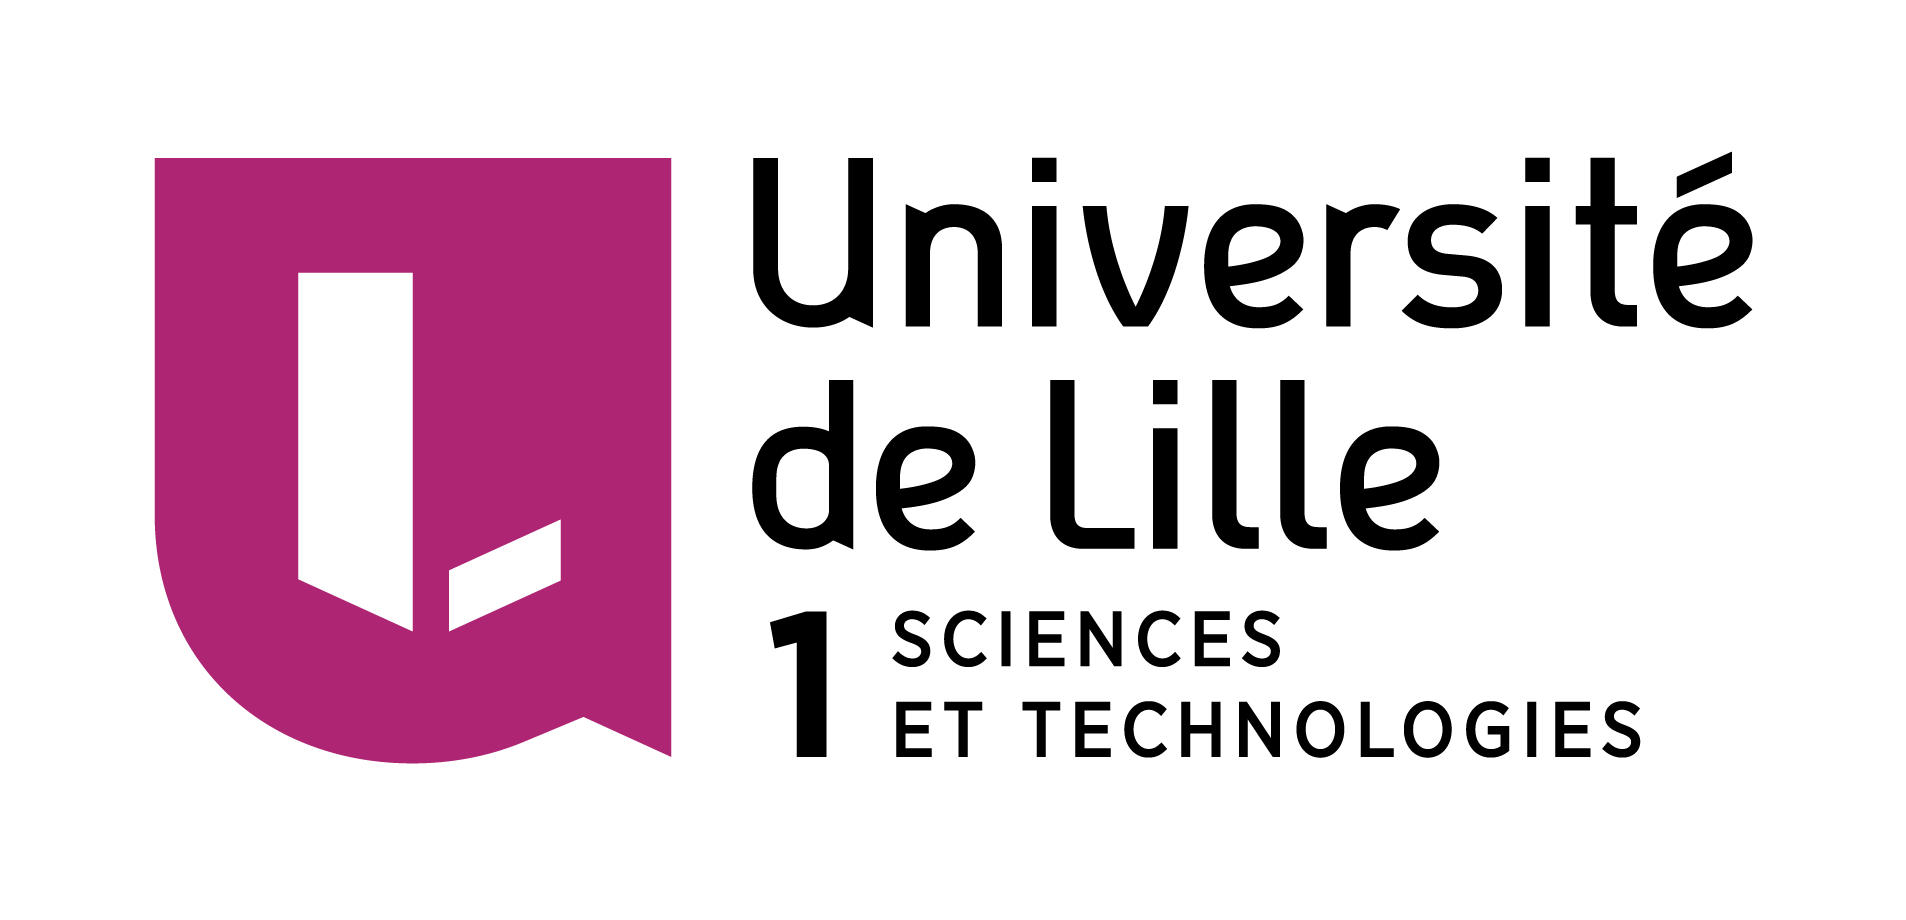 Université
de Lille
1 SCIENCES
ET TECHNOLOGIES